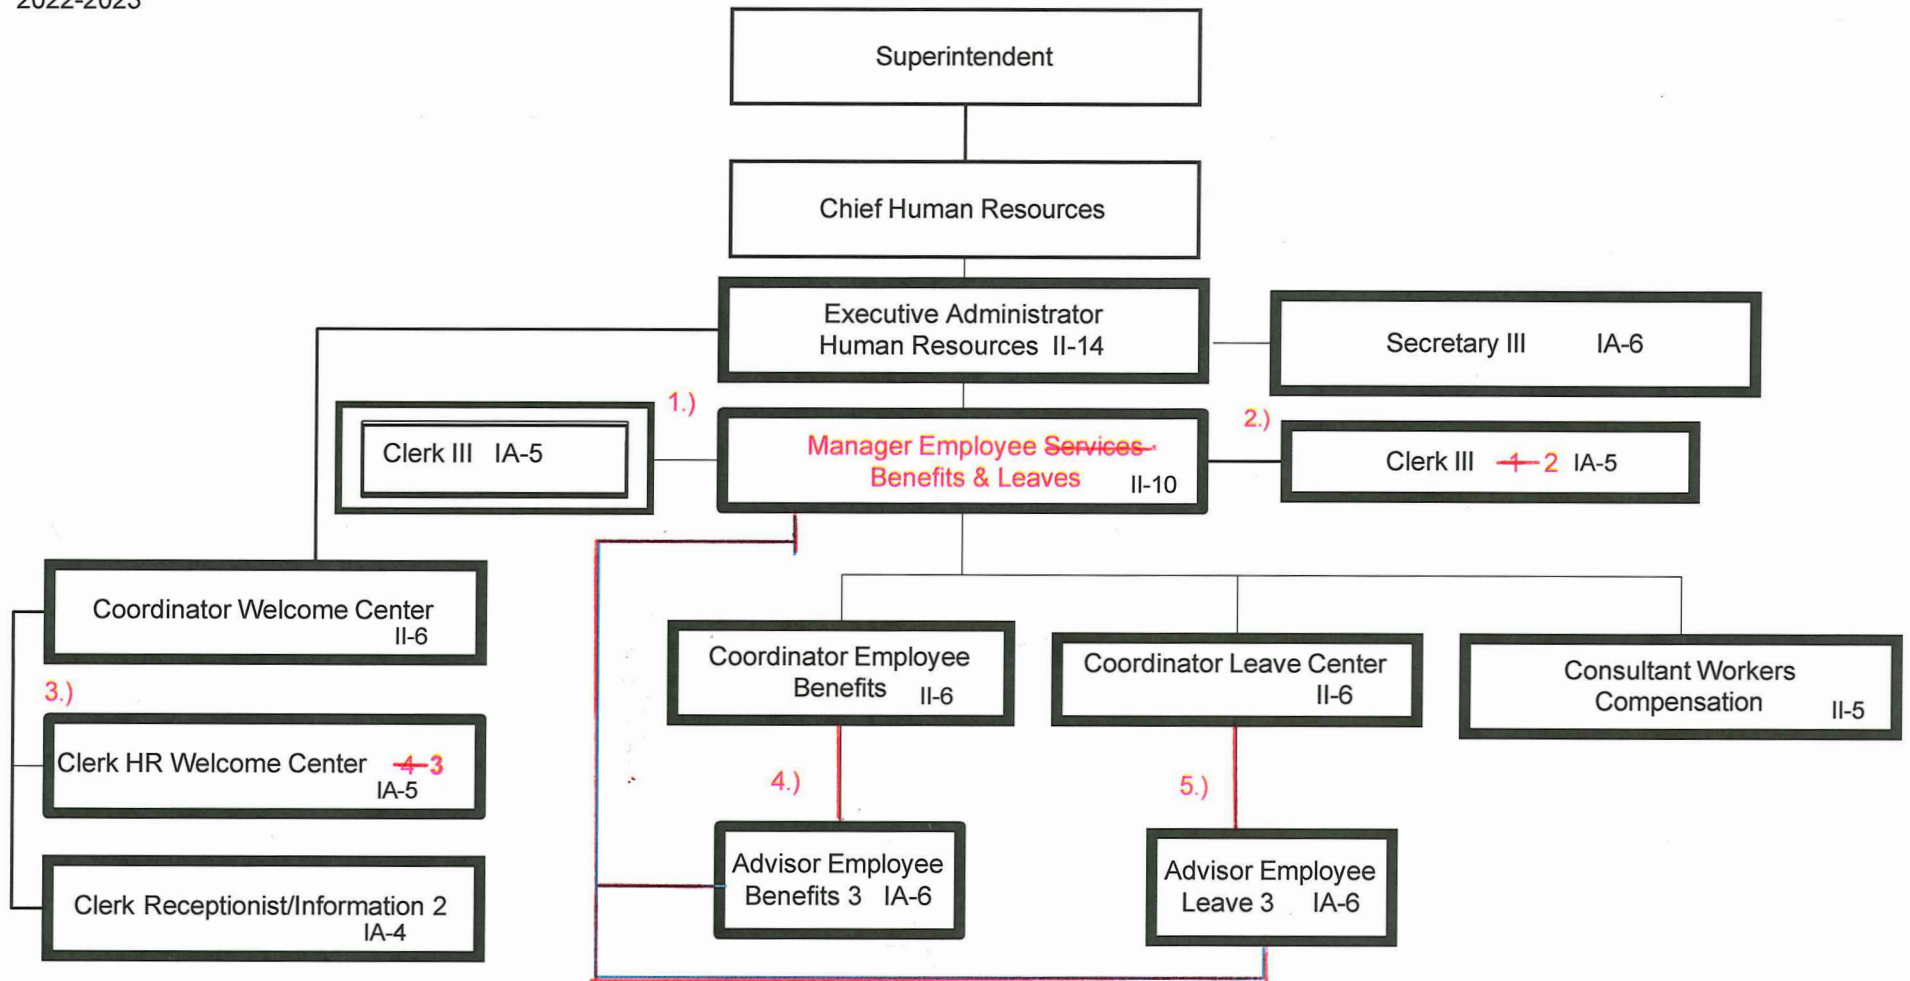 2022-2023
Superintendent
Chief Human Resources
Executive Administrator
Human Resources II-14
Secretary III IA-6
1.)
2.)
Clerk III IA-5
Manager Employee Services
Benefits & Leaves
II-10
Clerk III 1 2 IA-5
Coordinator Welcome Center
II-6
Coordinator Employee
Benefits II-6
Coordinator Leave Center
II-6
Consultant Workers
Compensation II-5
3.)
Clerk HR Welcome Center 4 3
IA-5
4.)
5.)
Clerk Receptionist/Information 2
IA-4
Advisor Employee
Benefits 3 IA-6
Advisor Employee
Leave 3 IA-6